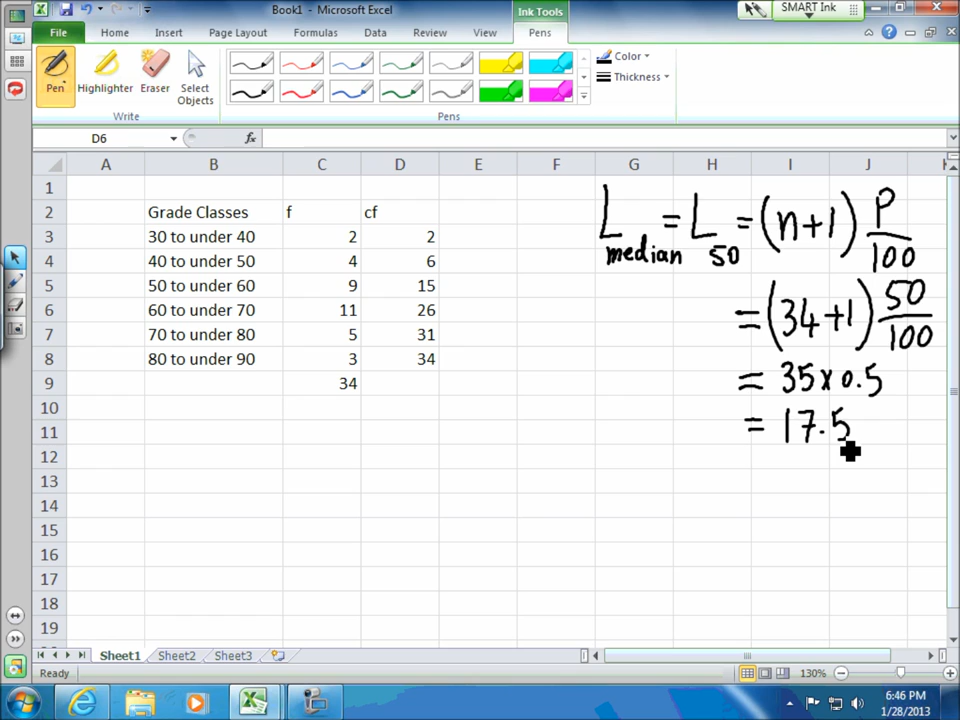 Book1 - Microsoft Excel
Ink Tools
SMART Ink
File Home Insert Page Layout Formulas Data Review View Pens
Pen Highlighter Eraser Select Objects
Color
Thickness
Write Pens
D6 fx
A B C D E F G H I J K
1
2 Grade Classes f cf
3 30 to under 40 2 2
4 40 to under 50 4 6
5 50 to under 60 9 15
6 60 to under 70 11 26
7 70 to under 80 5 31
8 80 to under 90 3 34
9 34
10
11
12
13
14
15
16
17
18
19
L median = L 50 = (n+1) P/100
= (34+1) 50/100
= 35 x 0.5
= 17.5
Sheet1 Sheet2 Sheet3
Ready 130%
6:46 PM
1/28/2013